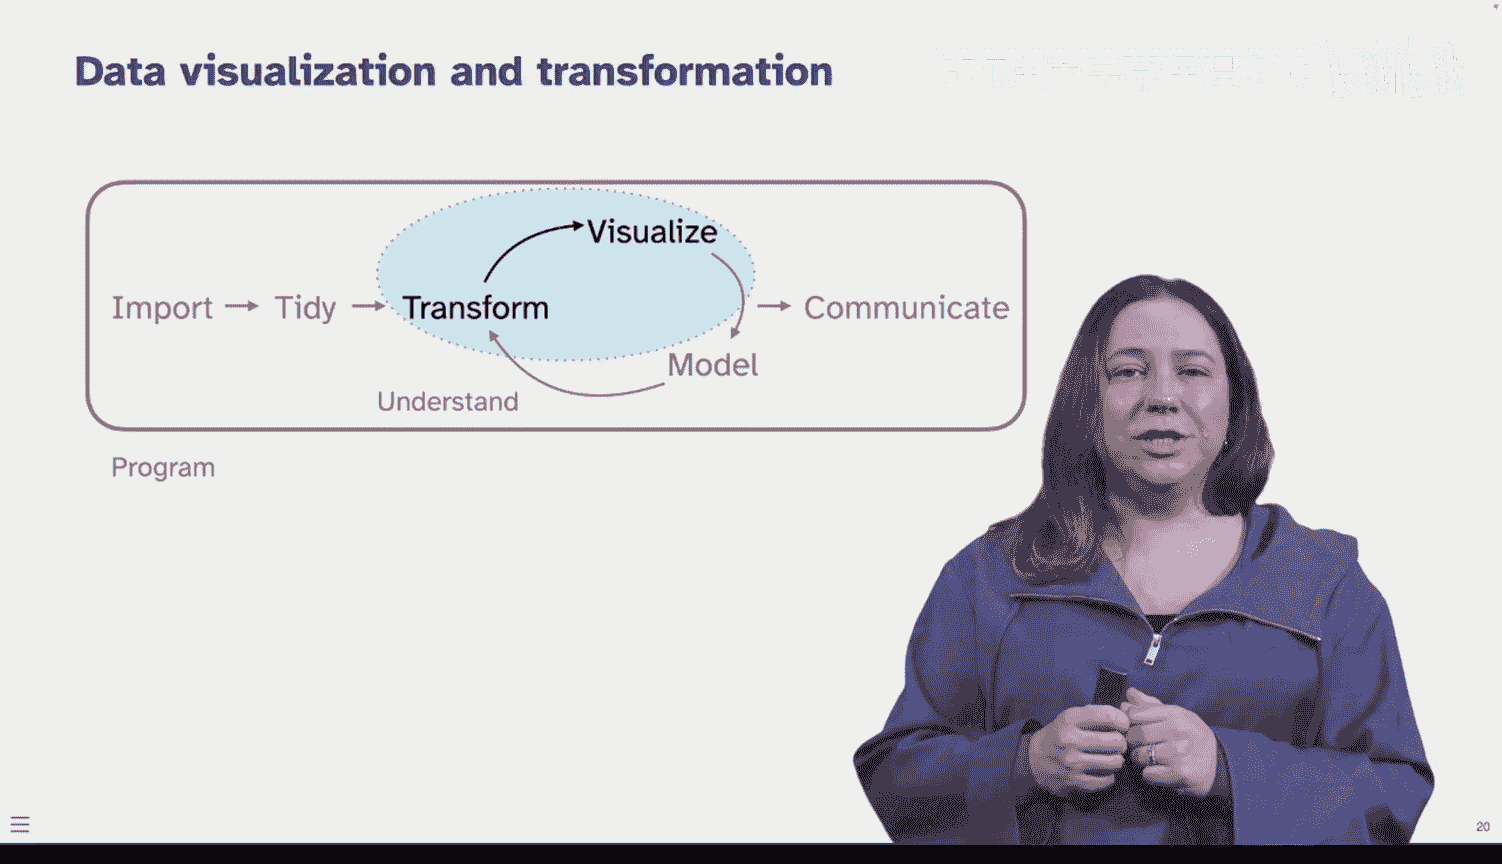 Data visualization and transformation
Visualize
Import
Tidy
Transform
Communicate
Model
Understand
Program
20